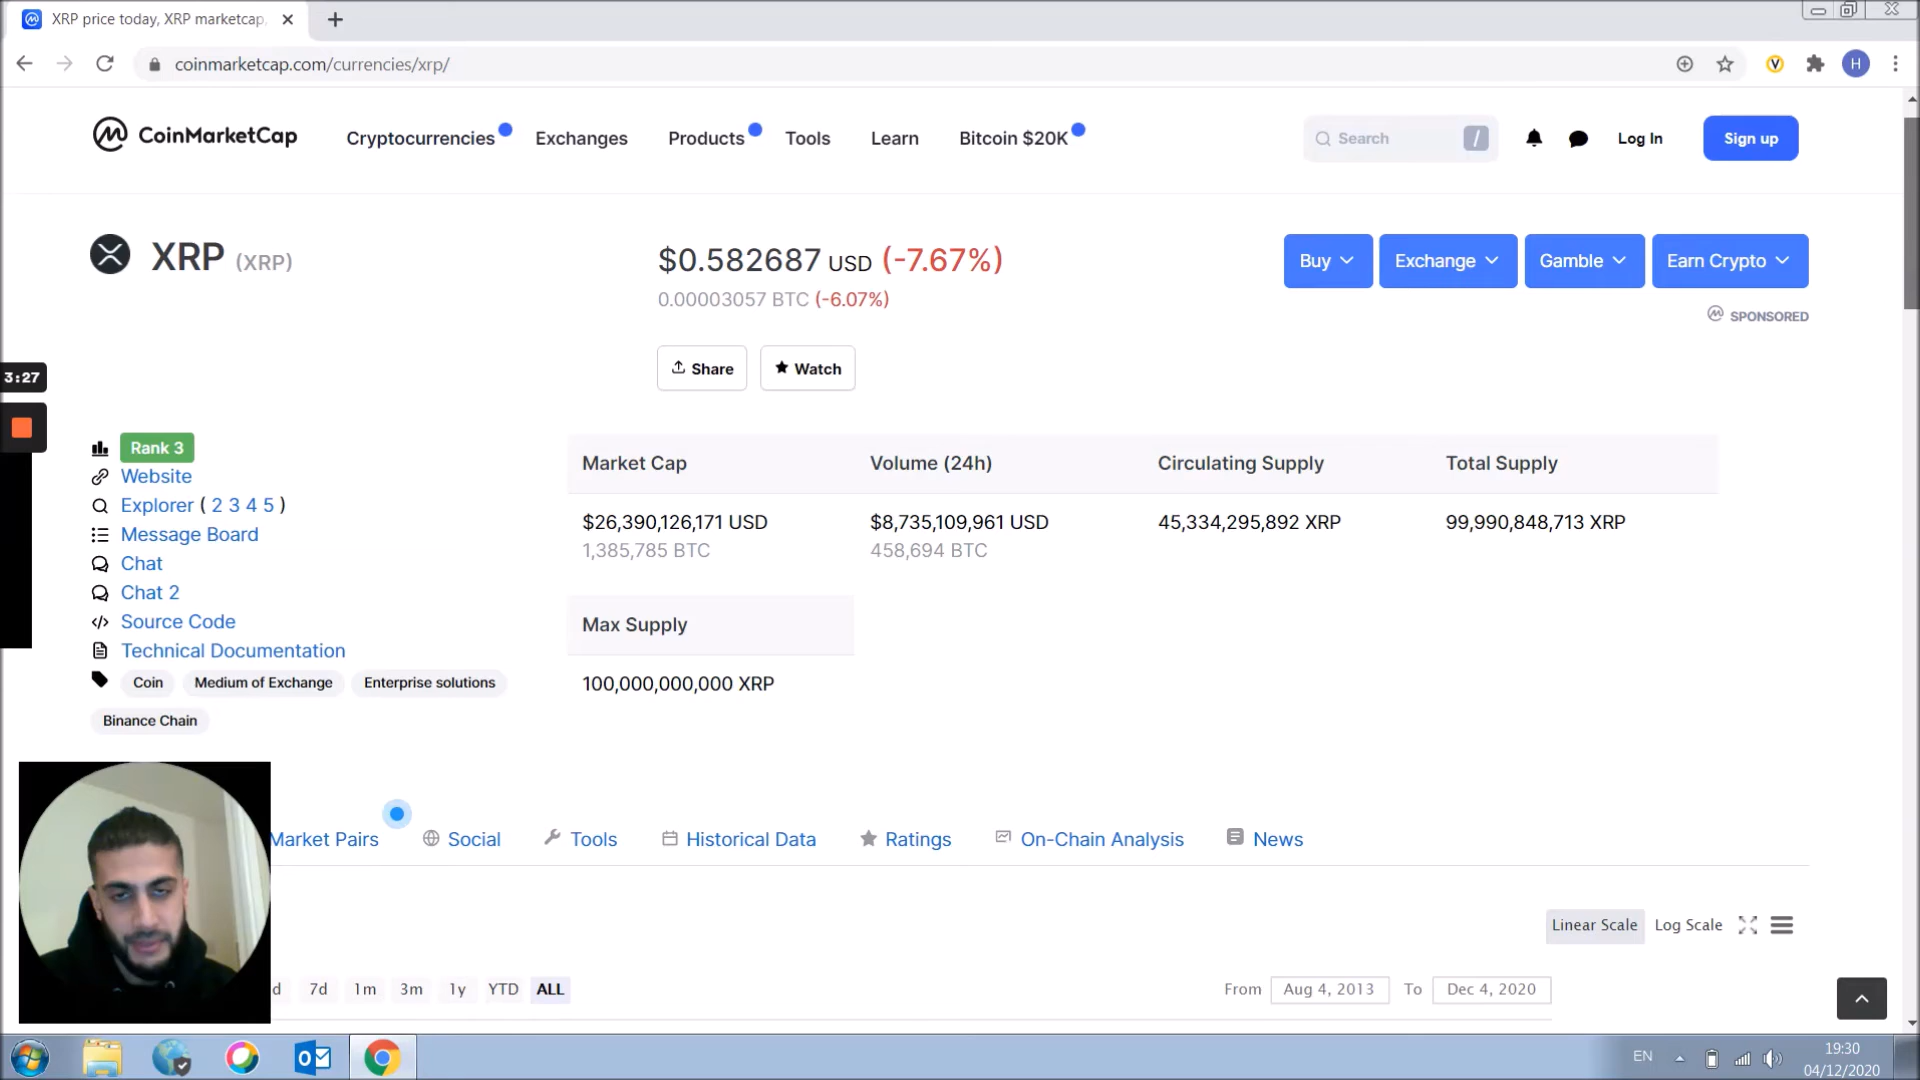 XRP price today, XRP marketcap,
coinmarketcap.com/currencies/xrp/
H
CoinMarketCap
Cryptocurrencies
Exchanges
Products
Tools
Learn
Bitcoin $20K
Search
/
Log In
Sign up
XRP (XRP)
$0.582687 USD (-7.67%)
0.00003057 BTC (-6.07%)
Buy
Exchange
Gamble
Earn Crypto
SPONSORED
Share
Watch
3:27
Rank 3
Website
Explorer ( 2 3 4 5 )
Message Board
Chat
Chat 2
Source Code
Technical Documentation
Coin
Medium of Exchange
Enterprise solutions
Binance Chain
Market Cap
Volume (24h)
Circulating Supply
Total Supply
$26,390,126,171 USD
$8,735,109,961 USD
45,334,295,892 XRP
99,990,848,713 XRP
1,385,785 BTC
458,694 BTC
Max Supply
100,000,000,000 XRP
Market Pairs
Social
Tools
Historical Data
Ratings
On-Chain Analysis
News
Linear Scale
Log Scale
d
7d
1m
3m
1y
YTD
ALL
From
Aug 4, 2013
To
Dec 4, 2020
EN
19:30
04/12/2020